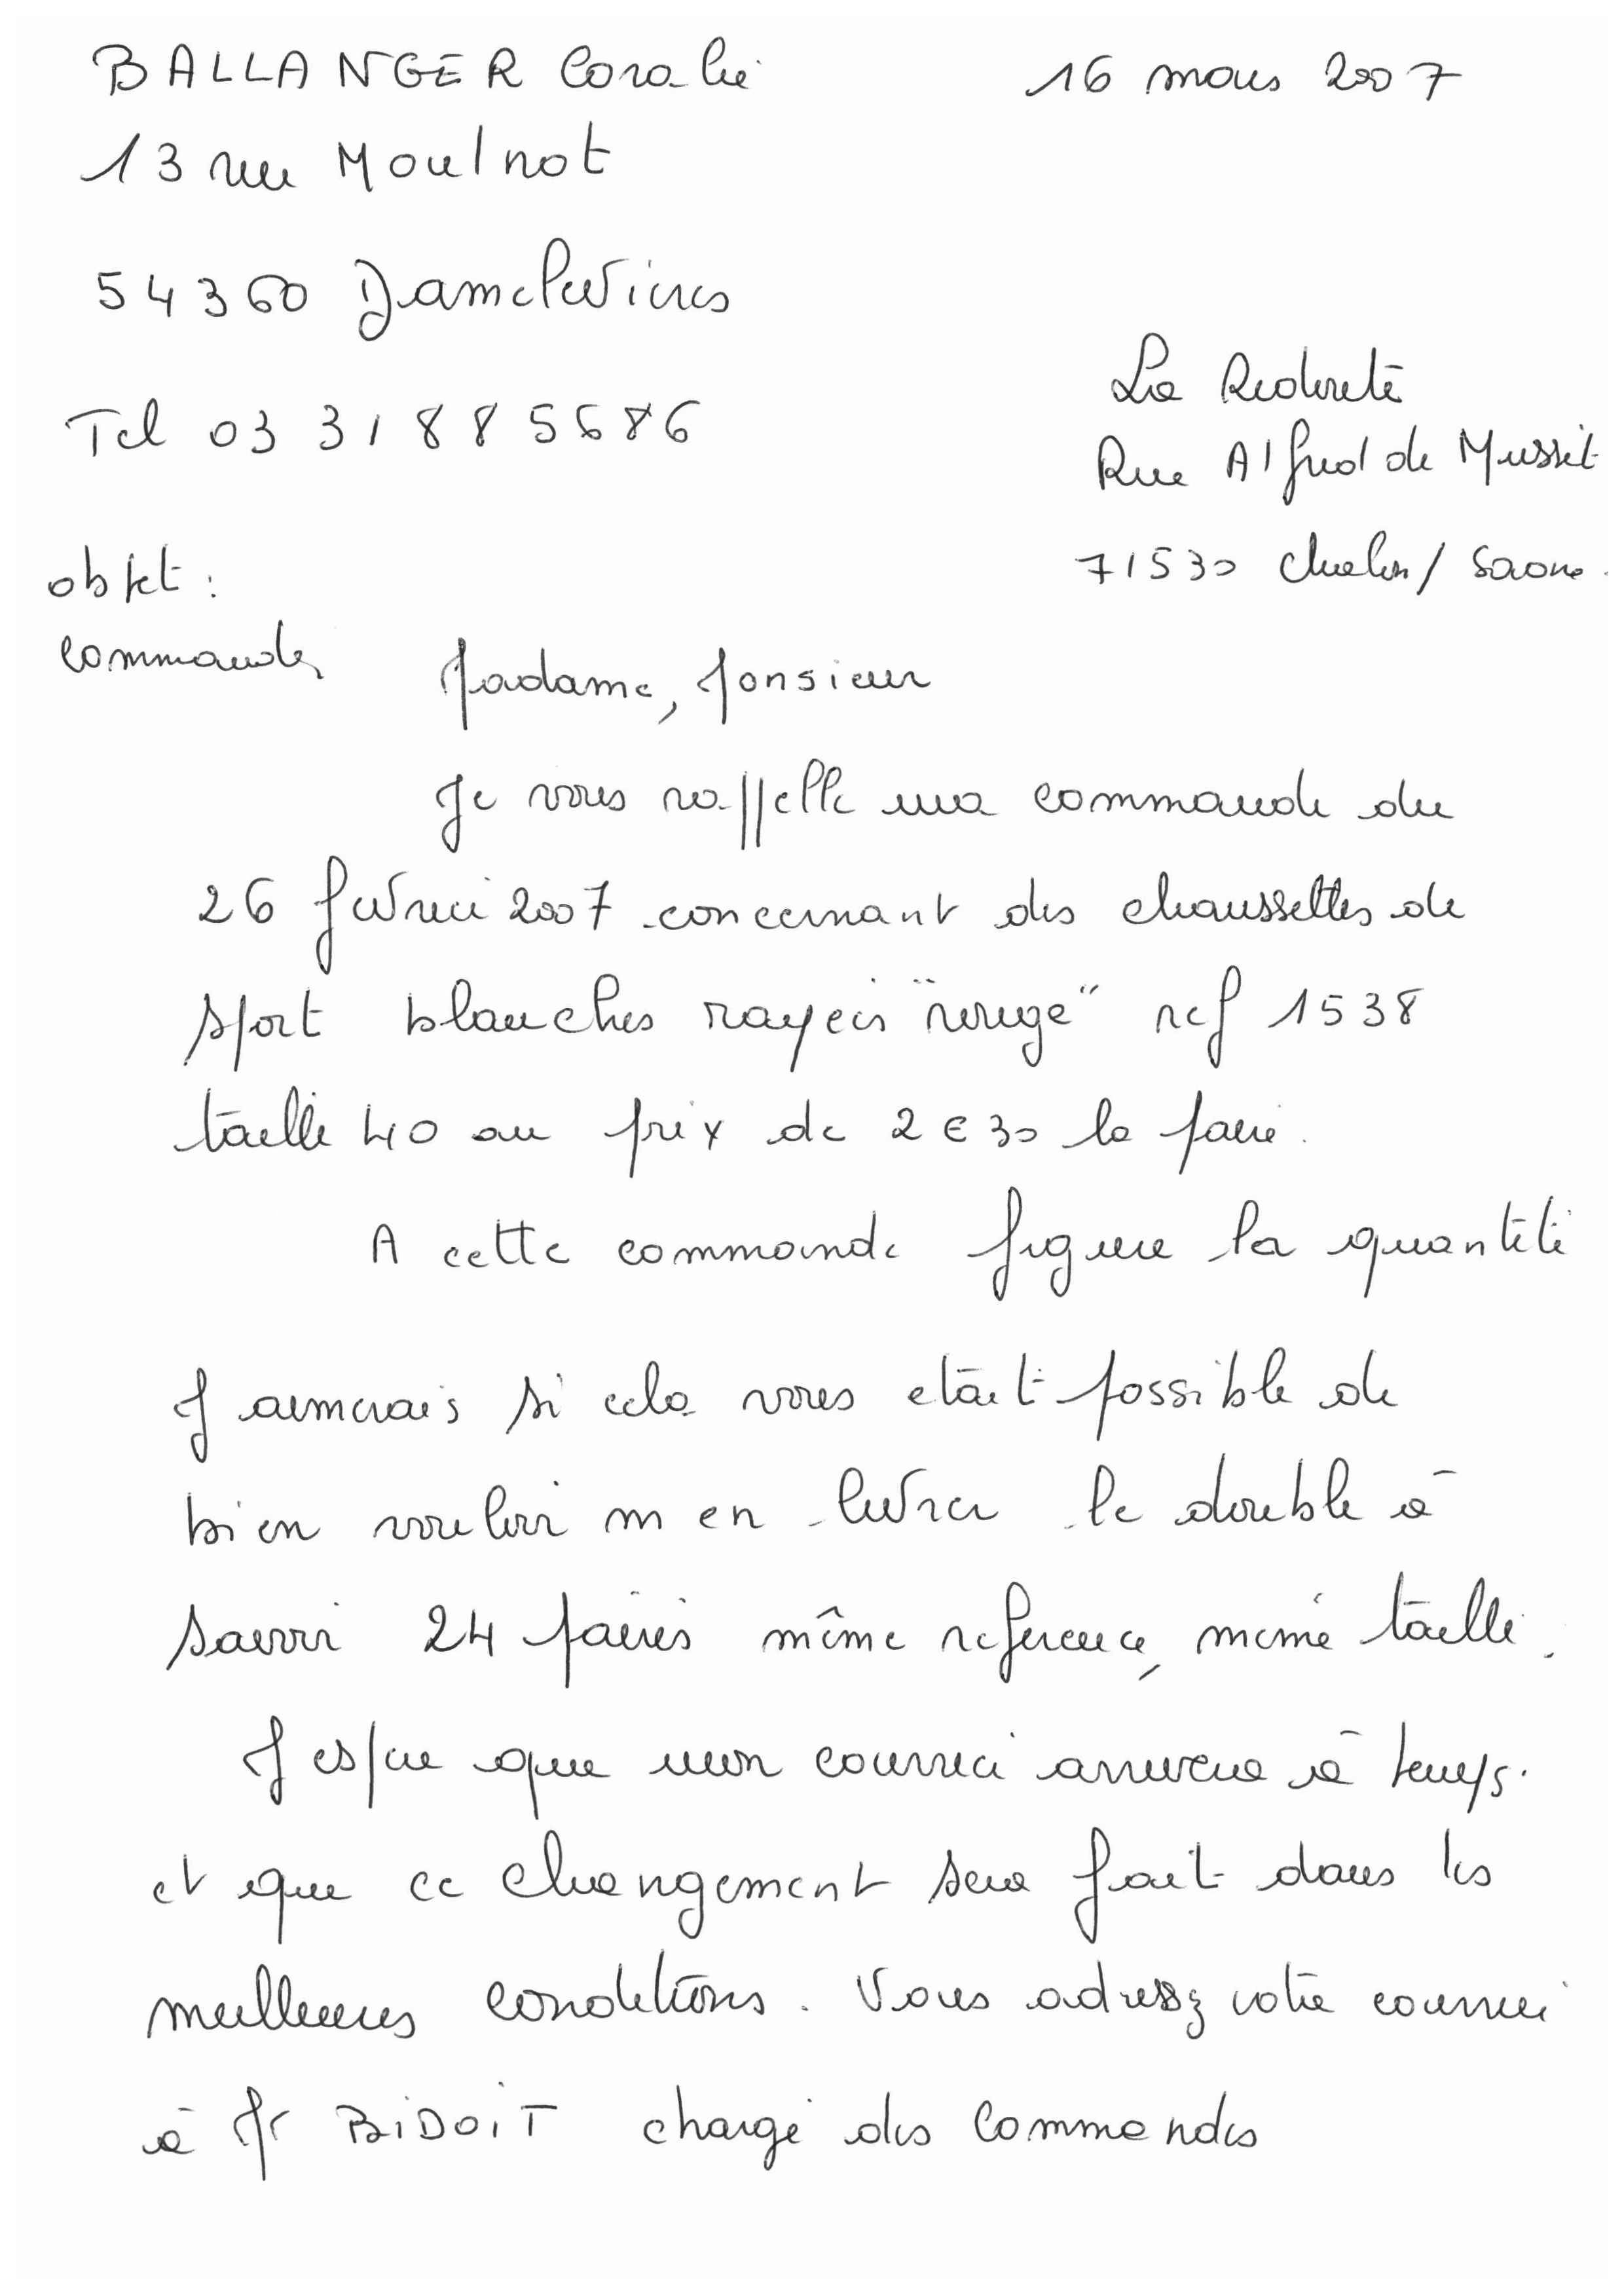 BALLANGER Coralie
16 mars 2007
13 rue Moulnot
54360 Damelevières
Tel 03 31 88 56 86
La Redoute
Rue Alfred de Musset
71530 Chalon/Saone
objet :
commande
Madame, Monsieur
Je vous rappelle ma commande du
26 fevrier 2007 concernant des chaussettes de
sport blanches rayées "rouge" ref 1538
taille 40 au prix de 2€30 la paire.
A cette commande figure la quantité
J aimerais si cela vous etait possible de
bien vouloir m en livrer le double à
savoir 24 paires même reference, meme taille.
J espere que mon courrier arrivera à temps
et que ce changement sera fait dans les
meilleures conditions. Vous adressez votre courrier
à Mr BiDOiT chargé des commandes